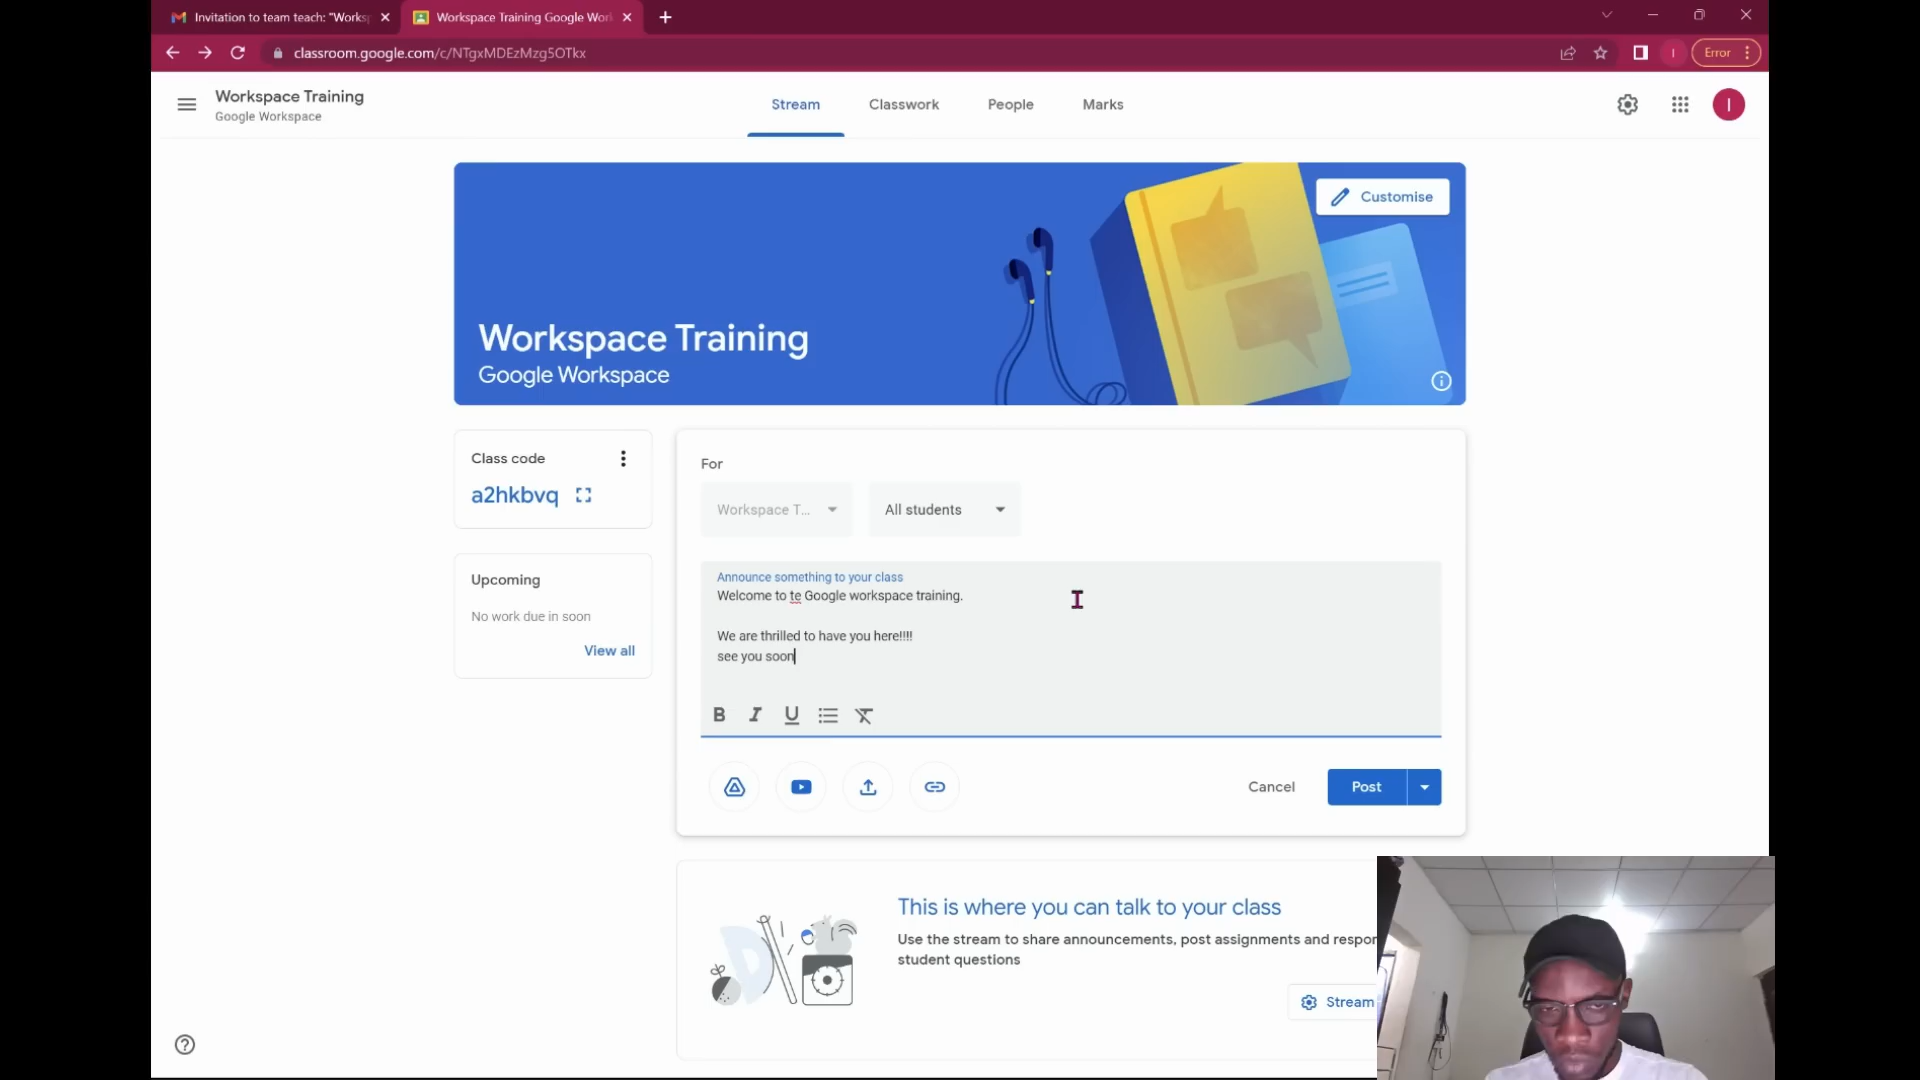 Invitation to team teach: "Works
Workspace Training Google Wor
classroom.google.com/c/NTgxMDEzMzg5OTkx
Error
Workspace Training
Google Workspace
Stream
Classwork
People
Marks
I
Customise
Workspace Training
Google Workspace
Class code
a2hkbvq
Upcoming
No work due in soon
View all
For
Workspace T...
All students
Announce something to your class
Welcome to te Google workspace training.
We are thrilled to have you here!!!!
see you soon
B I U
Cancel
Post
This is where you can talk to your class
Use the stream to share announcements, post assignments and respon
student questions
Stream